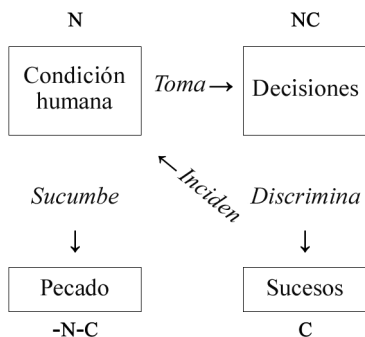 N NC
Condición
humana
Toma → Decisiones
Inciden
Sucumbe Discrimina
↓ ↓
Pecado Sucesos
-N-C C